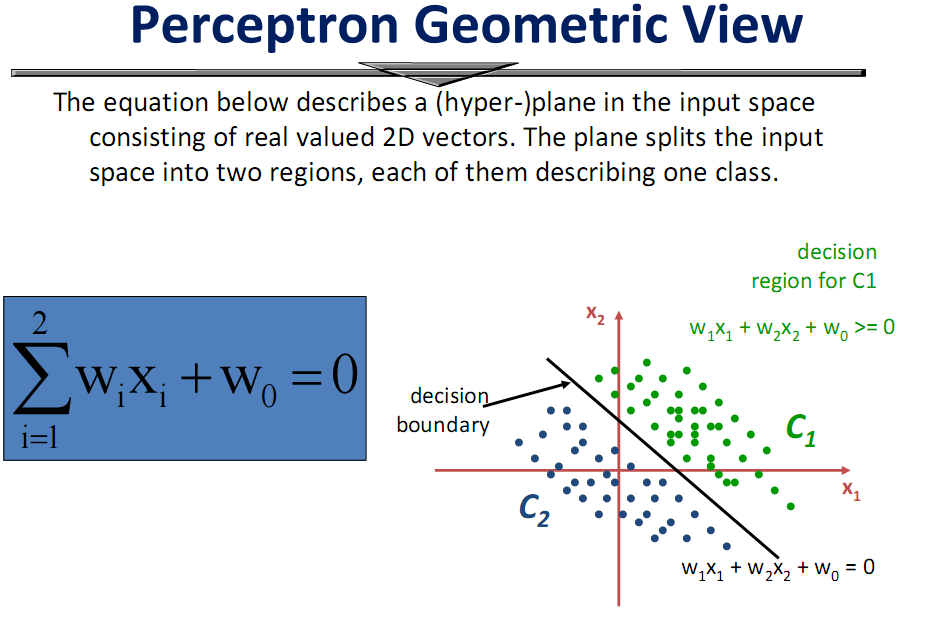 Perceptron Geometric View
The equation below describes a (hyper-)plane in the input space
consisting of real valued 2D vectors. The plane splits the input
space into two regions, each of them describing one class.
decision
region for C1
w₁x₁ + w₂x₂ + w₀ >= 0
x₂
2
∑ wᵢxᵢ + w₀ = 0
i=1
decision
boundary
C₁
x₁
C₂
w₁x₁ + w₂x₂ + w₀ = 0